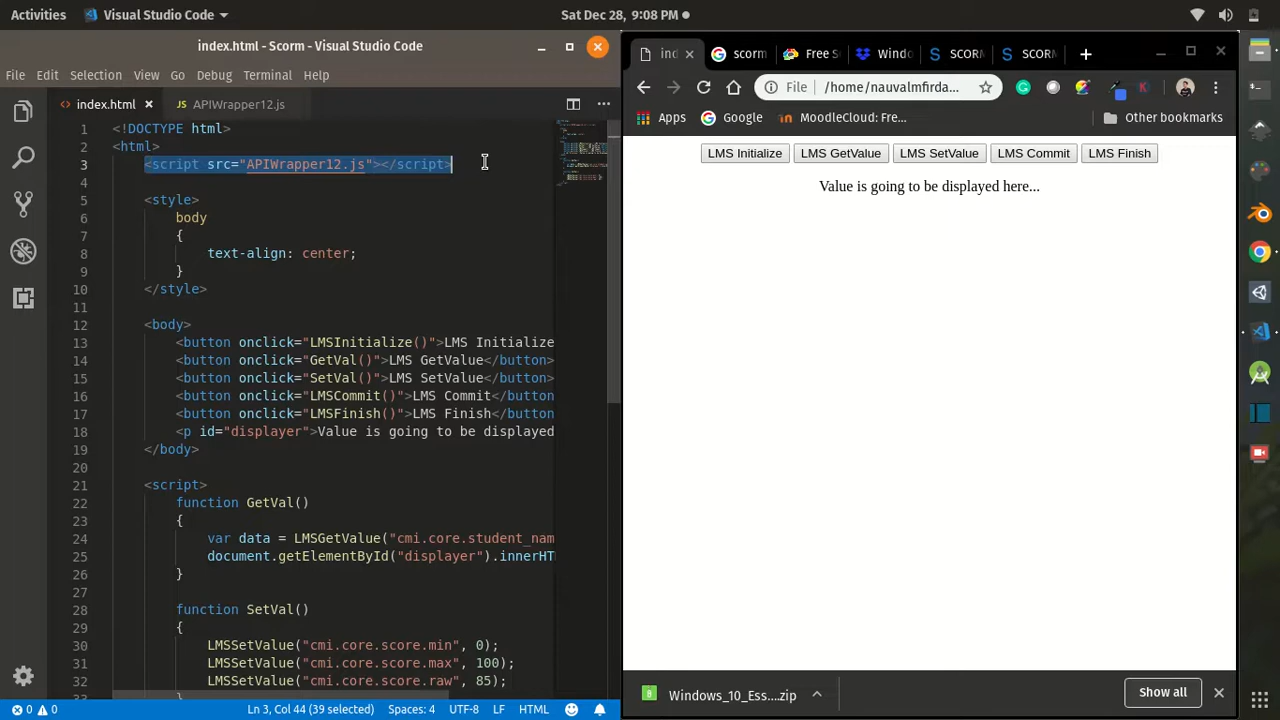 Activities
Visual Studio Code
Sat Dec 28, 9:08 PM
index.html - Scorm - Visual Studio Code
File Edit Selection View Go Debug Terminal Help
index.html
JS APIWrapper12.js
1 <!DOCTYPE html>
2 <html>
3 <script src="APIWrapper12.js"></script>
4
5 <style>
6 body
7 {
8 text-align: center;
9 }
10 </style>
11
12 <body>
13 <button onclick="LMSInitialize()">LMS Initialize
14 <button onclick="GetVal()">LMS GetValue</button>
15 <button onclick="SetVal()">LMS SetValue</button>
16 <button onclick="LMSCommit()">LMS Commit</button
17 <button onclick="LMSFinish()">LMS Finish</button
18 <p id="displayer">Value is going to be displayed
19 </body>
20
21 <script>
22 function GetVal()
23 {
24 var data = LMSGetValue("cmi.core.student_nam
25 document.getElementById("displayer").innerHT
26 }
27
28 function SetVal()
29 {
30 LMSSetValue("cmi.core.score.min", 0);
31 LMSSetValue("cmi.core.score.max", 100);
32 LMSSetValue("cmi.core.score.raw", 85);
33 }
0 0
Ln 3, Col 44 (39 selected)
Spaces: 4
UTF-8
LF
HTML
ind
scorm
Free S
Windo
SCORM
SCORM
File
/home/nauvalmfirda...
Apps
Google
MoodleCloud: Fre...
Other bookmarks
LMS Initialize
LMS GetValue
LMS SetValue
LMS Commit
LMS Finish
Value is going to be displayed here...
Windows_10_Ess....zip
Show all